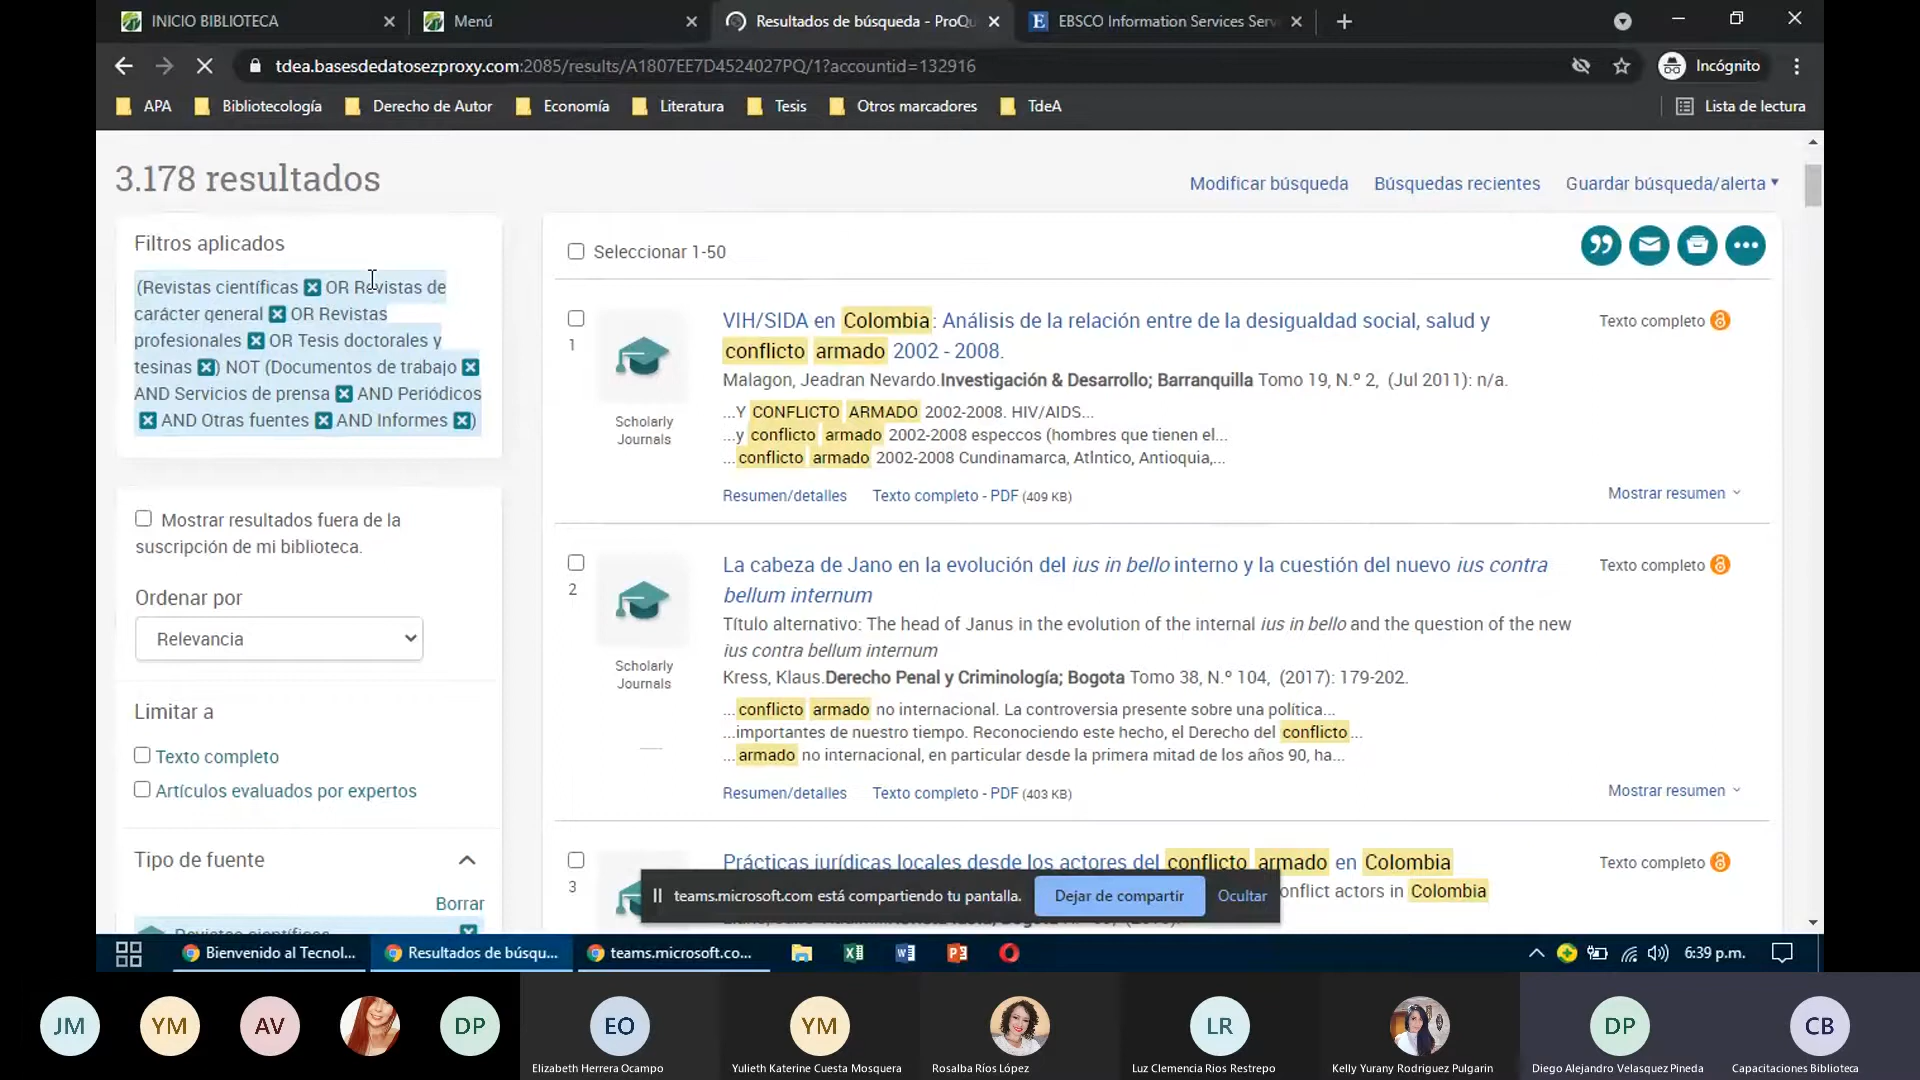 INICIO BIBLIOTECA
Menú
Resultados de búsqueda - ProQu
EBSCO Information Services Serv
tdea.basesdedatosezproxy.com:2085/results/A1807EE7D4524027PQ/1?accountid=132916
Incógnito
APA
Bibliotecología
Derecho de Autor
Economía
Literatura
Tesis
Otros marcadores
TdeA
Lista de lectura
3.178 resultados
Modificar búsqueda
Búsquedas recientes
Guardar búsqueda/alerta
Filtros aplicados
(Revistas científicas OR Revistas de
carácter general OR Revistas
profesionales OR Tesis doctorales y
tesinas ) NOT (Documentos de trabajo
AND Servicios de prensa AND Periódicos
AND Otras fuentes AND Informes )
Mostrar resultados fuera de la
suscripción de mi biblioteca.
Ordenar por
Relevancia
Limitar a
Texto completo
Artículos evaluados por expertos
Tipo de fuente
Borrar
Revistas científicas
Seleccionar 1-50
1
Scholarly
Journals
VIH/SIDA en Colombia: Análisis de la relación entre de la desigualdad social, salud y
conflicto armado 2002 - 2008.
Malagon, Jeadran Nevardo.Investigación & Desarrollo; Barranquilla Tomo 19, N.º 2, (Jul 2011): n/a.
...Y CONFLICTO ARMADO 2002-2008. HIV/AIDS...
...y conflicto armado 2002-2008 especcos (hombres que tienen el...
...conflicto armado 2002-2008 Cundinamarca, Atlntico, Antioquia,...
Resumen/detalles
Texto completo - PDF (409 KB)
Texto completo
Mostrar resumen
2
Scholarly
Journals
La cabeza de Jano en la evolución del ius in bello interno y la cuestión del nuevo ius contra
bellum internum
Título alternativo: The head of Janus in the evolution of the internal ius in bello and the question of the new
ius contra bellum internum
Kress, Klaus.Derecho Penal y Criminología; Bogota Tomo 38, N.º 104, (2017): 179-202.
...conflicto armado no internacional. La controversia presente sobre una política...
...importantes de nuestro tiempo. Reconociendo este hecho, el Derecho del conflicto...
...armado no internacional, en particular desde la primera mitad de los años 90, ha...
Resumen/detalles
Texto completo - PDF (403 KB)
Texto completo
Mostrar resumen
3
Prácticas jurídicas locales desde los actores del conflicto armado en Colombia
Texto completo
onflict actors in Colombia
teams.microsoft.com está compartiendo tu pantalla.
Dejar de compartir
Ocultar
Bienvenido al Tecnol...
Resultados de búsqu...
teams.microsoft.co...
6:39 p.m.
JM
YM
AV
DP
EO
YM
LR
DP
CB
Elizabeth Herrera Ocampo
Yulieth Katerine Cuesta Mosquera
Rosalba Ríos López
Luz Clemencia Rios Restrepo
Kelly Yurany Rodriguez Pulgarin
Diego Alejandro Velasquez Pineda
Capacitaciones Biblioteca